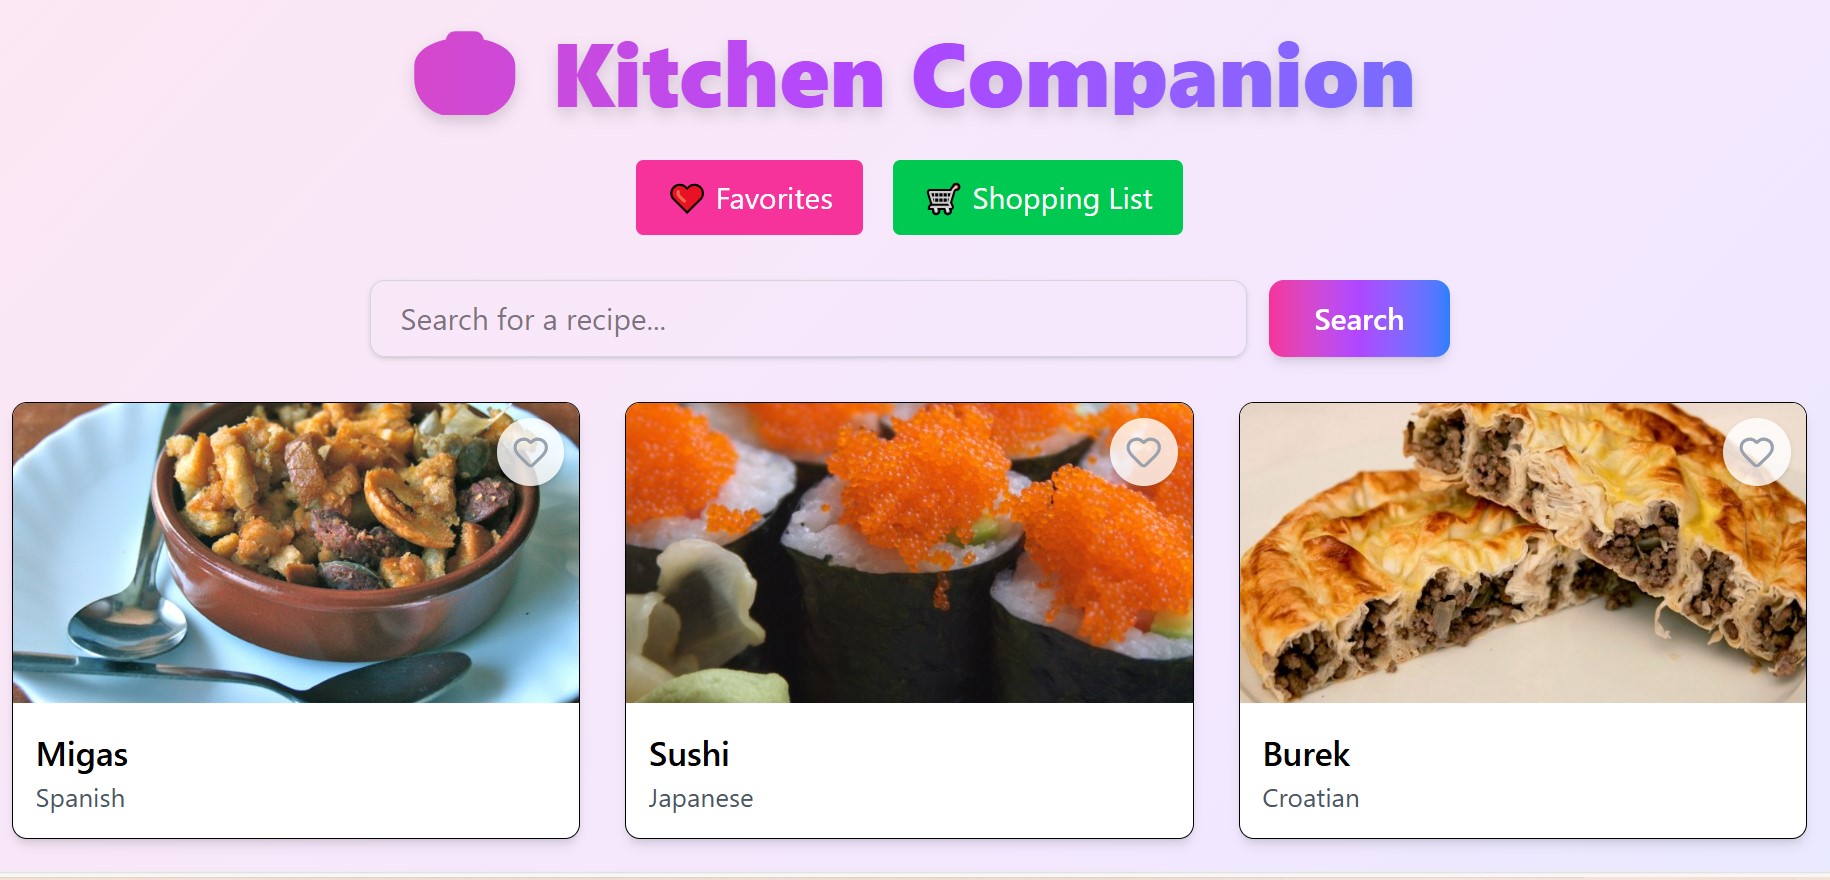 Kitchen Companion
Favorites
Shopping List
Search for a recipe...
Search
Migas
Spanish
Sushi
Japanese
Burek
Croatian